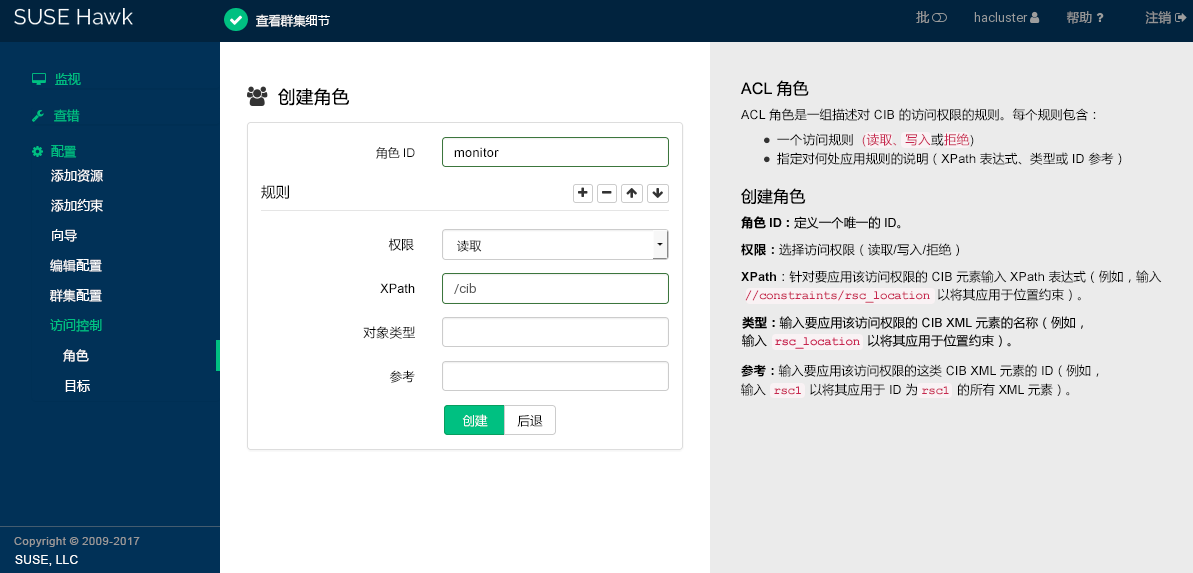 SUSE Hawk
查看群集细节
批
hacluster
帮助 ?
注销
监视
查错
配置
添加资源
添加约束
向导
编辑配置
群集配置
访问控制
角色
目标
Copyright © 2009-2017
SUSE, LLC
创建角色
角色 ID
monitor
规则
权限
读取
XPath
/cib
对象类型
参考
创建
后退
ACL 角色
ACL 角色是一组描述对 CIB 的访问权限的规则。每个规则包含：
● 一个访问规则（读取、写入或拒绝）
● 指定对何处应用规则的说明（ XPath 表达式、类型或 ID 参考 ）
创建角色
角色 ID：定义一个唯一的 ID。
权限：选择访问权限（ 读取/写入/拒绝 ）
XPath：针对要应用该访问权限的 CIB 元素输入 XPath 表达式（ 例如，输入
//constraints/rsc_location 以将其应用于位置约束 ）。
类型：输入要应用该访问权限的 CIB XML 元素的名称（ 例如，
输入 rsc_location 以将其应用于位置约束 ）。
参考：输入要应用该访问权限的这类 CIB XML 元素的 ID（ 例如，
输入 rsc1 以将其应用于 ID 为 rsc1 的所有 XML 元素 ）。